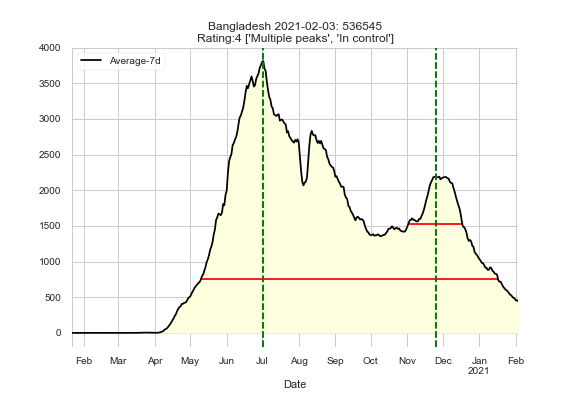 Bangladesh 2021-02-03: 536545
Rating:4 ['Multiple peaks', 'In control']
4000
Average-7d
3500
3000
2500
2000
1500
1000
500
0
Feb Mar Apr May Jun Jul Aug Sep Oct Nov Dec Jan Feb
2021
Date